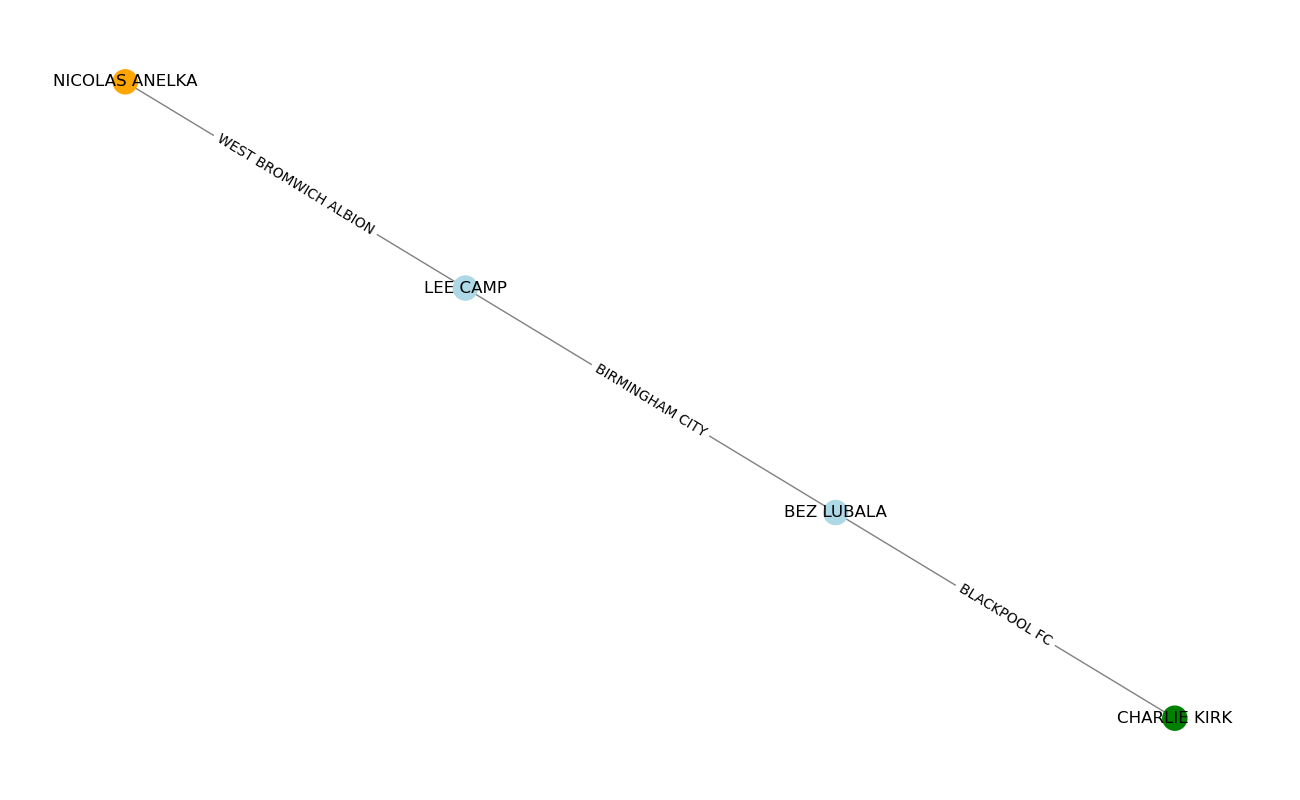 NICOLAS ANELKA
WEST BROMWICH ALBION
LEE CAMP
BIRMINGHAM CITY
BEZ LUBALA
BLACKPOOL FC
CHARLIE KIRK